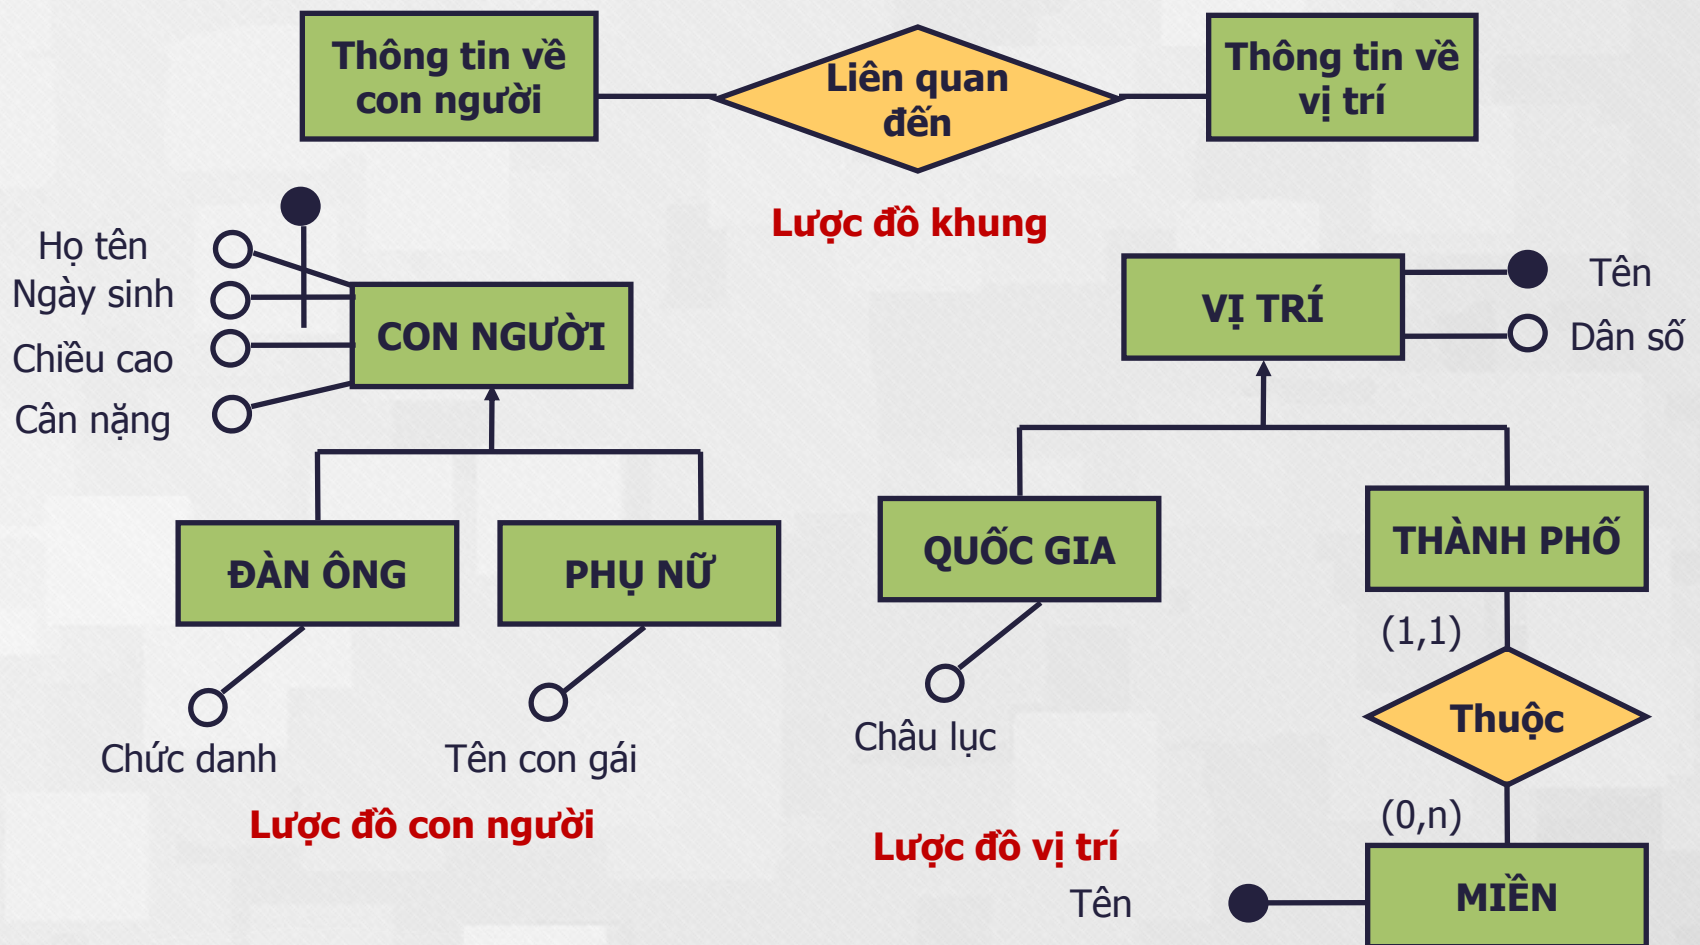 Thông tin về
con người
Liên quan
đến
Thông tin về
vị trí
Lược đồ khung
Họ tên
Ngày sinh
Chiều cao
Cân nặng
CON NGƯỜI
ĐÀN ÔNG
PHỤ NỮ
Chức danh
Tên con gái
Lược đồ con người
VỊ TRÍ
Tên
Dân số
QUỐC GIA
THÀNH PHỐ
Châu lục
(1,1)
Thuộc
(0,n)
Lược đồ vị trí
Tên
MIỀN